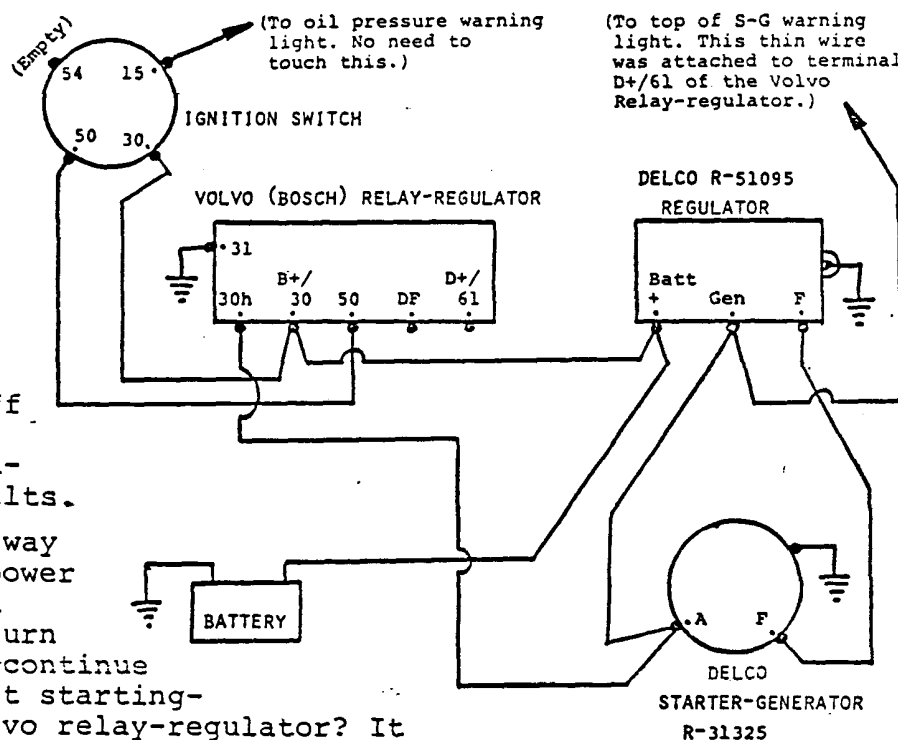 (Empty)
54
15
50
30
IGNITION SWITCH
(To oil pressure warning
light. No need to
touch this.)
(To top of S-G warning
light. This thin wire
was attached to terminal
D+/61 of the Volvo
Relay-regulator.)
VOLVO (BOSCH) RELAY-REGULATOR
31
30h
B+/
30
50
DF
D+/
61
DELCO R-51095
REGULATOR
Batt
+
Gen
F
BATTERY
A
F
DELCO
STARTER-GENERATOR
R-31325
lts.
way
ower
urn
continue
t starting-
vo relay-regulator? It